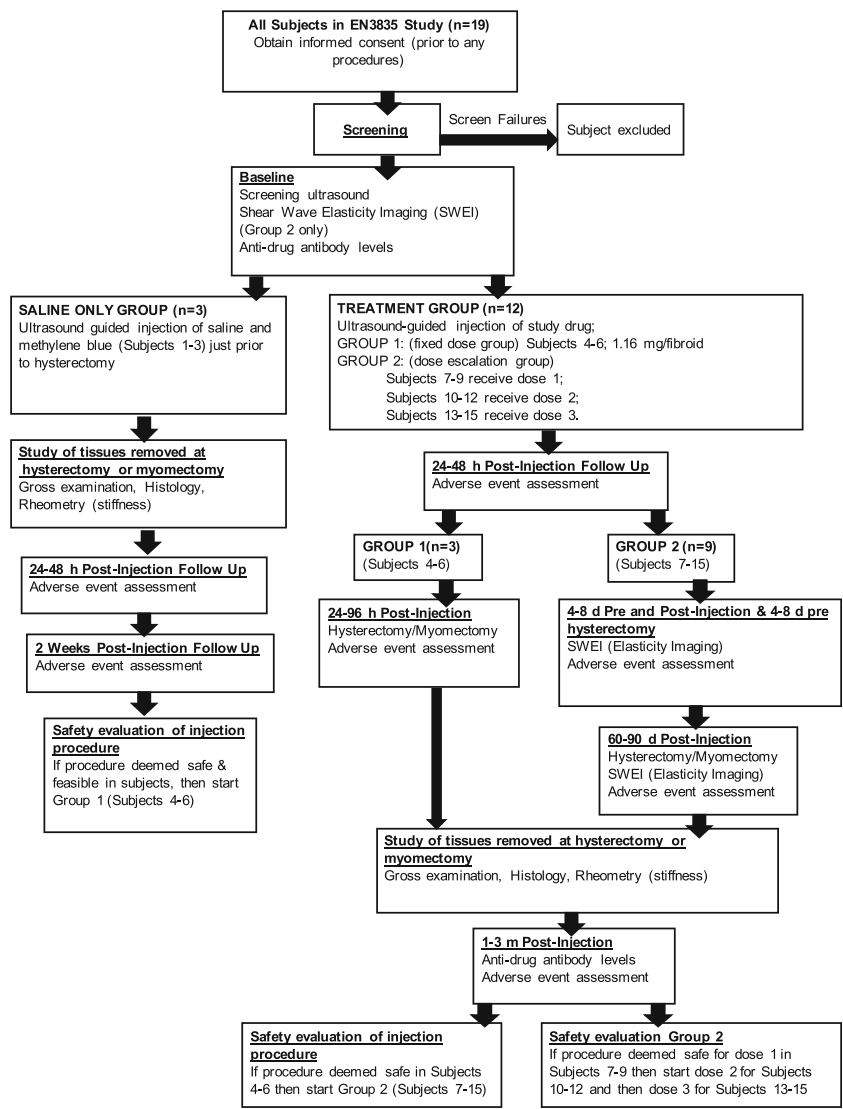 All Subjects in EN3835 Study (n=19)
Obtain informed consent (prior to any
procedures)
Screening
Screen Failures
Subject excluded
Baseline
Screening ultrasound
Shear Wave Elasticity Imaging (SWEI)
(Group 2 only)
Anti-drug antibody levels
SALINE ONLY GROUP (n=3)
Ultrasound guided injection of saline and
methylene blue (Subjects 1-3) just prior
to hysterectomy
TREATMENT GROUP (n=12)
Ultrasound-guided injection of study drug;
GROUP 1: (fixed dose group) Subjects 4-6; 1.16 mg/fibroid
GROUP 2: (dose escalation group)
Subjects 7-9 receive dose 1;
Subjects 10-12 receive dose 2;
Subjects 13-15 receive dose 3.
Study of tissues removed at
hysterectomy or myomectomy
Gross examination, Histology,
Rheometry (stiffness)
24-48 h Post-Injection Follow Up
Adverse event assessment
2 Weeks Post-Injection Follow Up
Adverse event assessment
Safety evaluation of injection
procedure
If procedure deemed safe &
feasible in subjects, then start
Group 1 (Subjects 4-6)
24-48 h Post-Injection Follow Up
Adverse event assessment
GROUP 1(n=3)
(Subjects 4-6)
GROUP 2 (n=9)
(Subjects 7-15)
24-96 h Post-Injection
Hysterectomy/Myomectomy
Adverse event assessment
4-8 d Pre and Post-Injection & 4-8 d pre
hysterectomy
SWEI (Elasticity Imaging)
Adverse event assessment
60-90 d Post-Injection
Hysterectomy/Myomectomy
SWEI (Elasticity Imaging)
Adverse event assessment
Study of tissues removed at hysterectomy or
myomectomy
Gross examination, Histology, Rheometry (stiffness)
1-3 m Post-Injection
Anti-drug antibody levels
Adverse event assessment
Safety evaluation of injection
procedure
If procedure deemed safe in Subjects
4-6 then start Group 2 (Subjects 7-15)
Safety evaluation Group 2
If procedure deemed safe for dose 1 in
Subjects 7-9 then start dose 2 for Subjects
10-12 and then dose 3 for Subjects 13-15